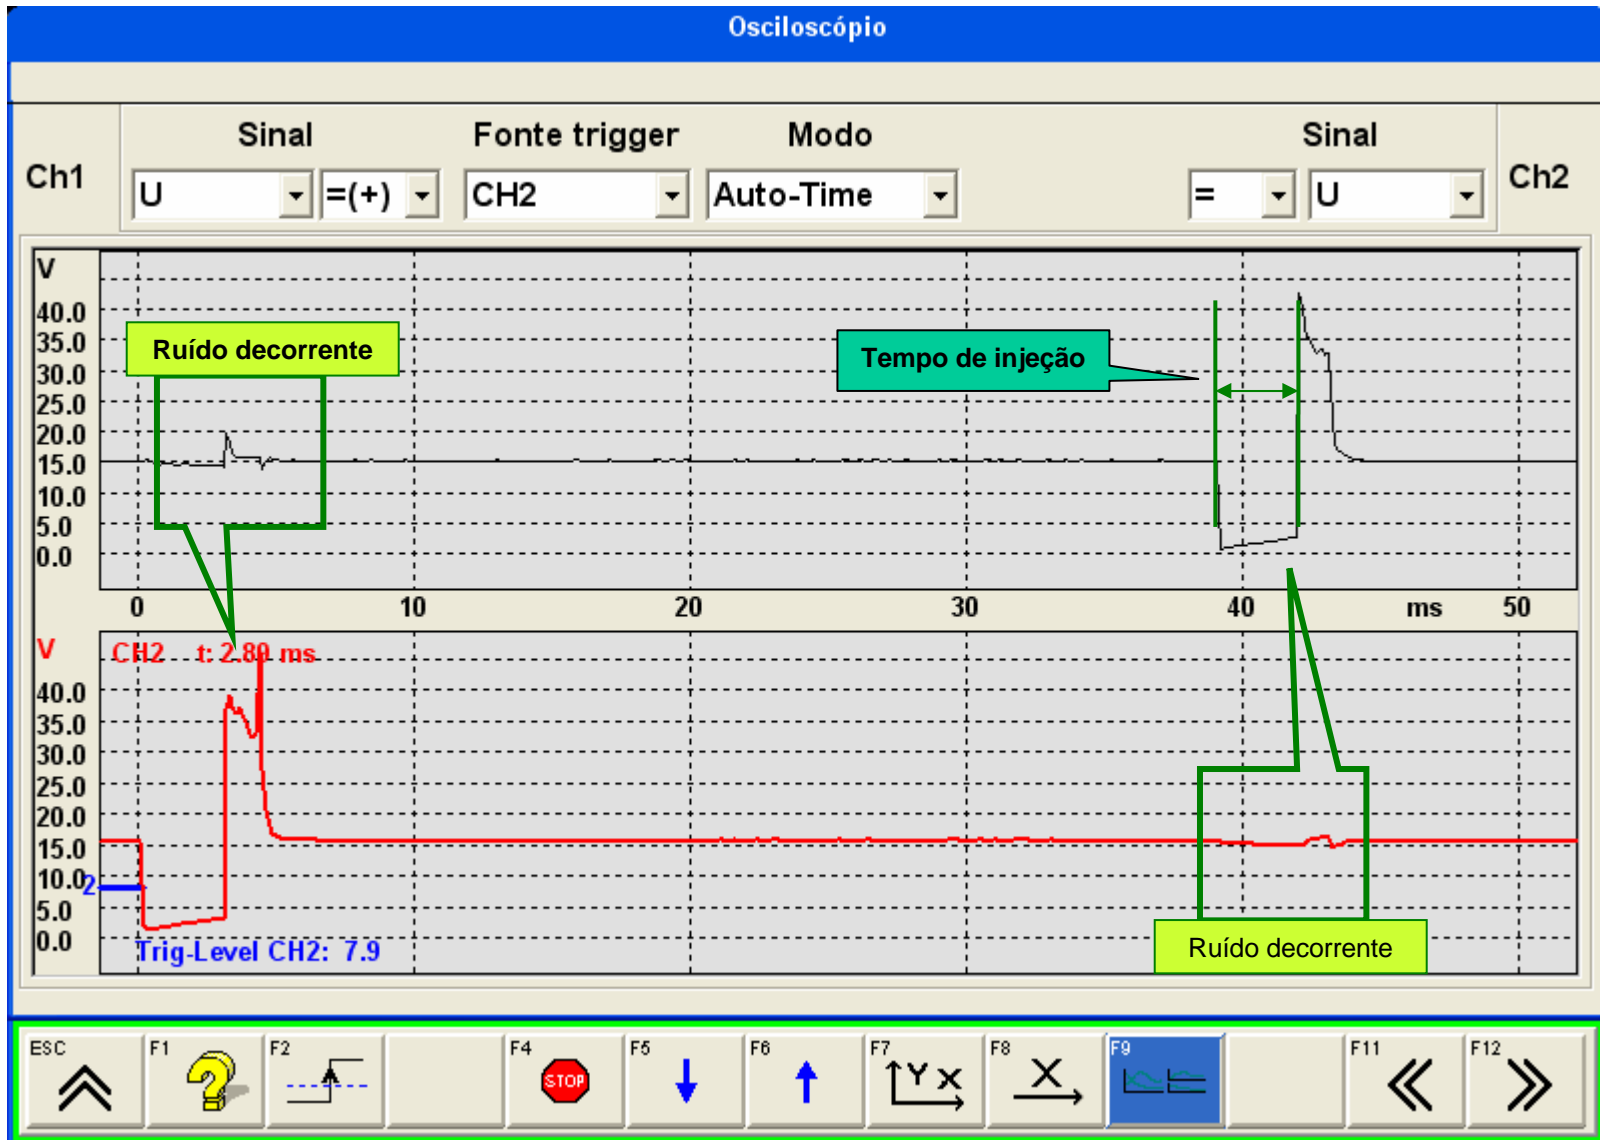 Osciloscópio
Sinal Fonte trigger Modo Sinal
Ch1 U =(+) CH2 Auto-Time = U Ch2
V
40.0
35.0
30.0
25.0
20.0
15.0
10.0
5.0
0.0
Ruído decorrente
Tempo de injeção
0 10 20 30 40 ms 50
V
CH2 t: 2.89 ms
40.0
35.0
30.0
25.0
20.0
15.0
10.0
2
5.0
0.0
Trig-Level CH2: 7.9
Ruído decorrente
ESC F1 F2 F4 F5 F6 F7 F8 F9 F11 F12
STOP
Y X
X